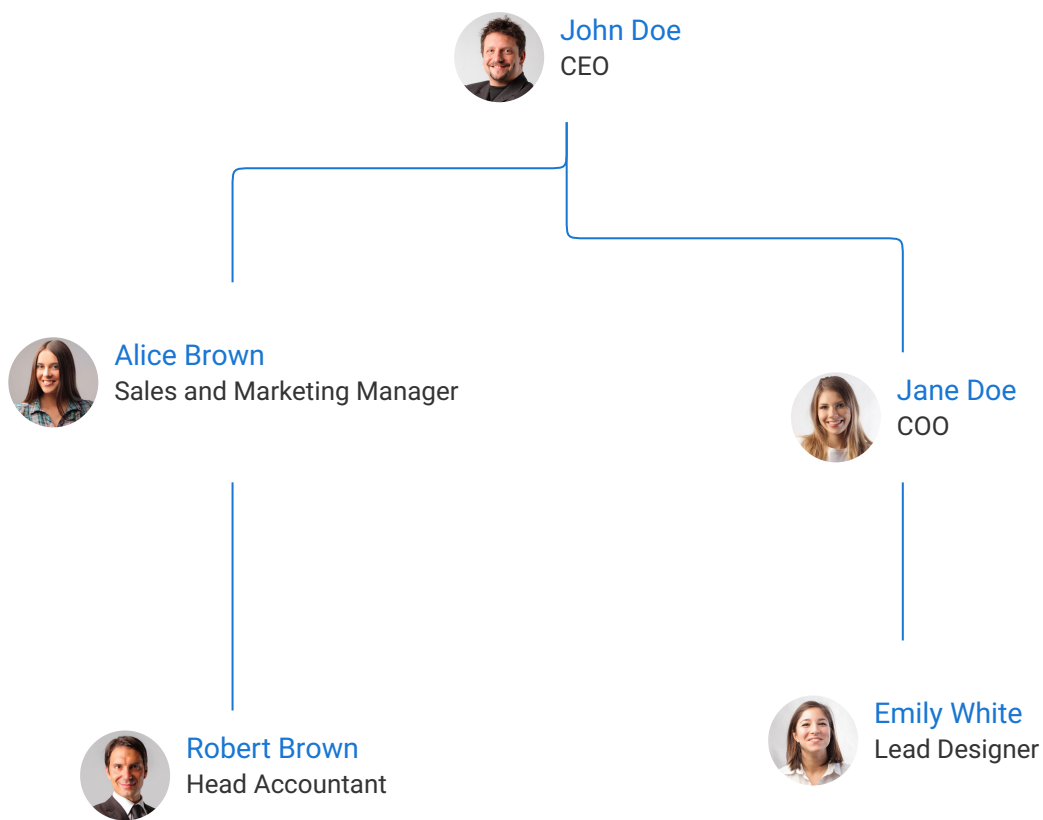 John Doe
CEO
Alice Brown
Sales and Marketing Manager
Jane Doe
COO
Robert Brown
Head Accountant
Emily White
Lead Designer